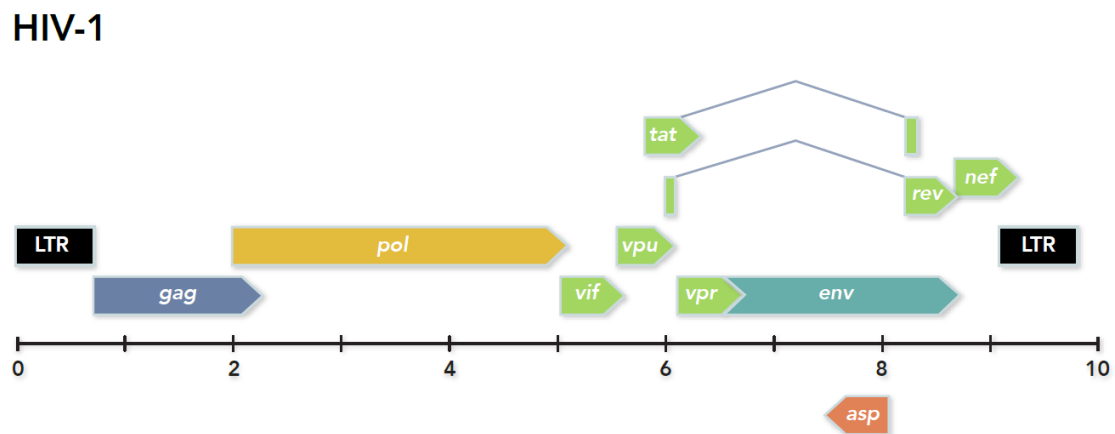 HIV-1
tat
rev
nef
LTR
pol
vpu
LTR
gag
vif
vpr
env
0 2 4 6 8 10
asp